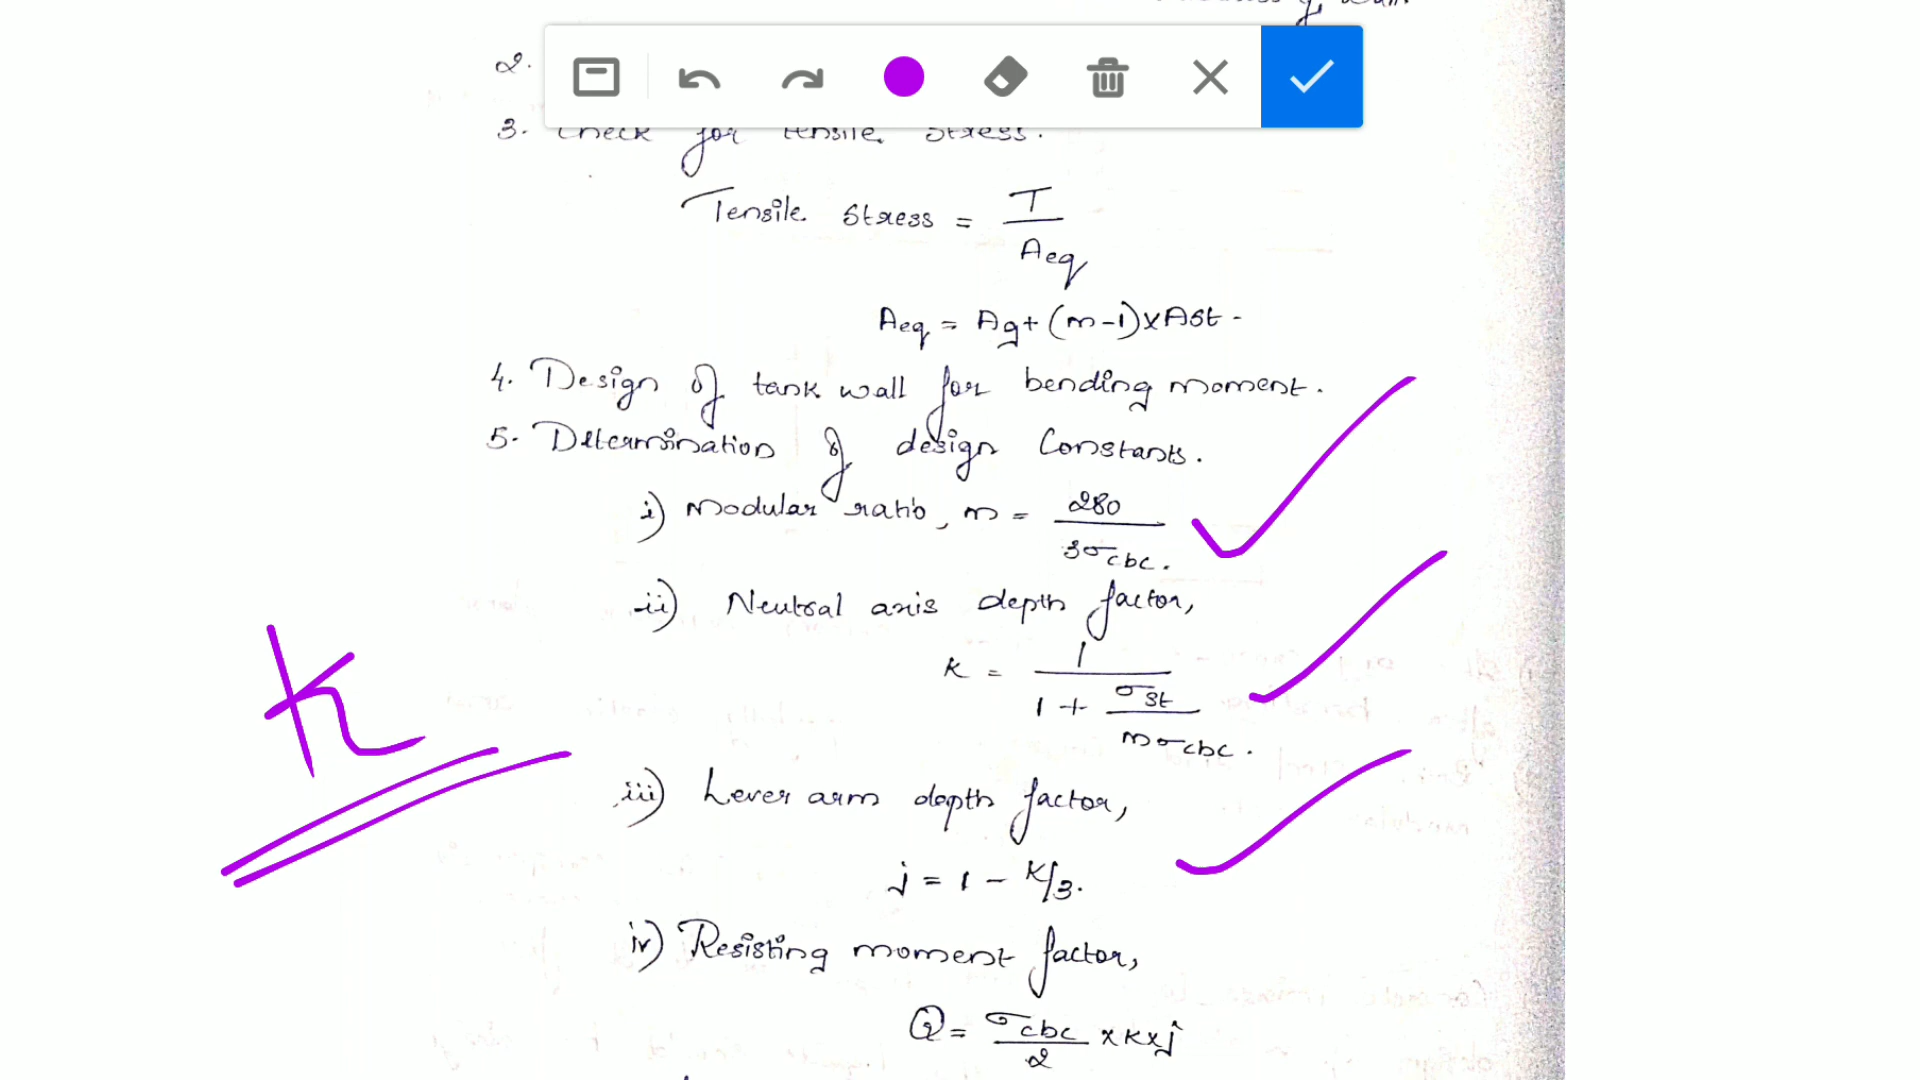 2.
3. Check for tensile stress.
Tensile stress = T / Aeq
Aeq = Ag + (m-1) x Ast -
4. Design of tank wall for bending moment.
5. Determination of design Constants.
i) modular ratio, m = 280 / 3σcbc.
ii) Neutral axis depth factor,
k = 1 / (1 + σst / mσcbc).
k
iii) Lever arm depth factor,
j = 1 - k/3.
iv) Resisting moment factor,
Q = σcbc / 2 x k x j